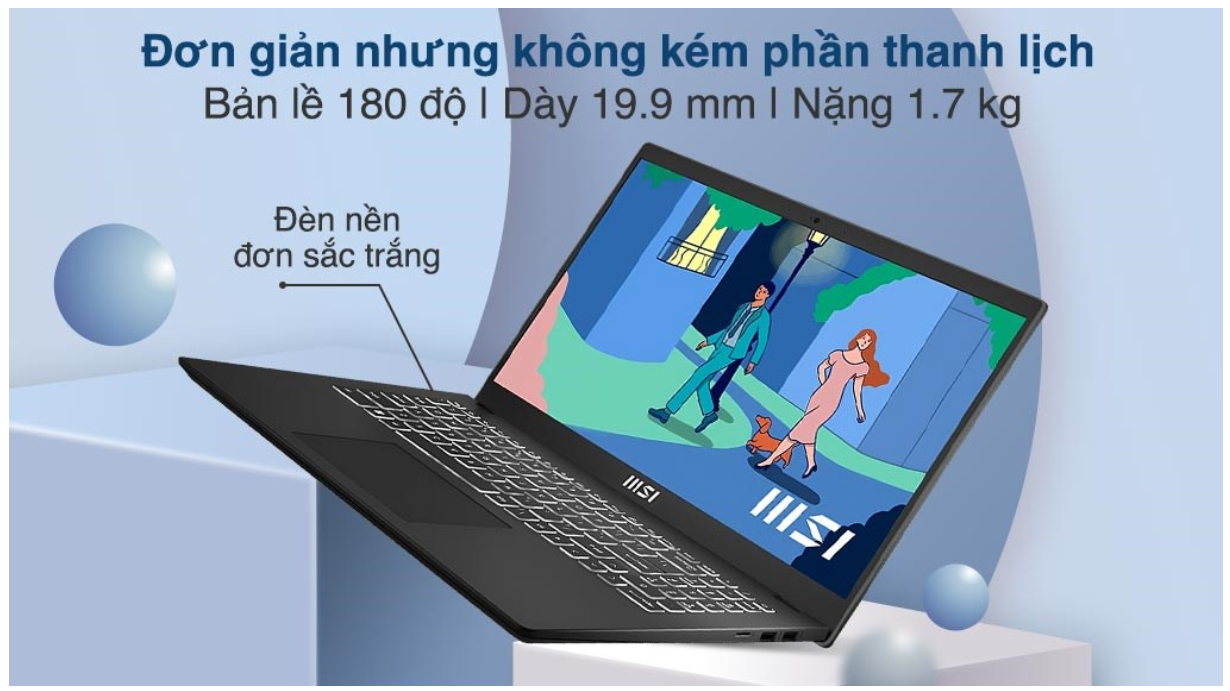 Đơn giản nhưng không kém phần thanh lịch
Bản lề 180 độ | Dày 19.9 mm | Nặng 1.7 kg
Đèn nền
đơn sắc trắng
msi
msi